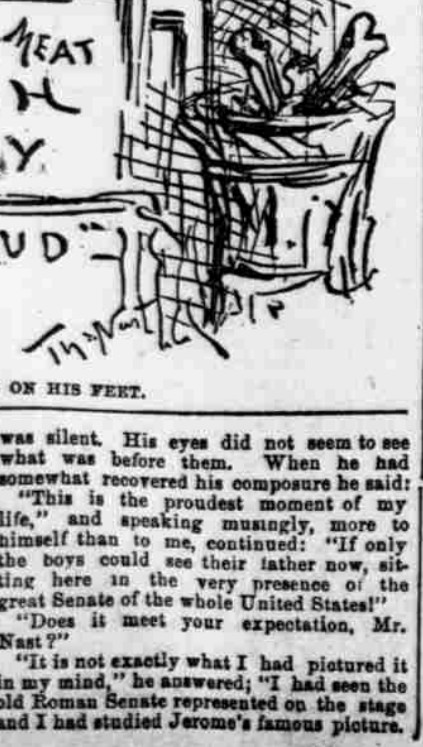 MEAT
H
Y.
UD"
Th: Nast
ON HIS FEET.
was silent. His eyes did not seem to see
what was before them. When he had
somewhat recovered his composure he said:
"This is the proudest moment of my
life," and speaking musingly, more to
himself than to me, continued: "If only
the boys could see their father now, sit-
ting here in the very presence of the
great Senate of the whole United States!"
"Does it meet your expectation, Mr.
Nast?"
"It is not exactly what I had pictured it
in my mind," he answered; "I had seen the
old Roman Senate represented on the stage
and I had studied Jerome's famous picture.